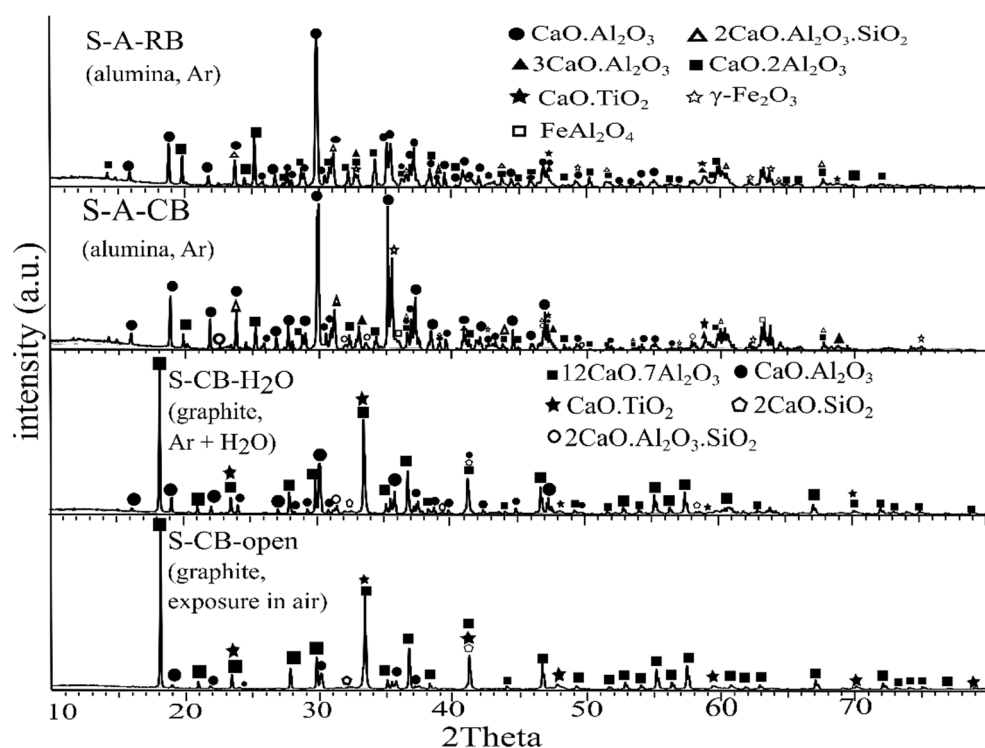 S-A-RB
(alumina, Ar)
CaO.Al₂O₃
2CaO.Al₂O₃.SiO₂
3CaO.Al₂O₃
CaO.2Al₂O₃
CaO.TiO₂
γ-Fe₂O₃
FeAl₂O₄
S-A-CB
(alumina, Ar)
S-CB-H2O
(graphite,
Ar + H2O)
12CaO.7Al₂O₃
CaO.Al₂O₃
CaO.TiO₂
2CaO.SiO₂
2CaO.Al₂O₃.SiO₂
S-CB-open
(graphite,
exposure in air)
intensity (a.u.)
10 20 30 40 50 60 70
2Theta